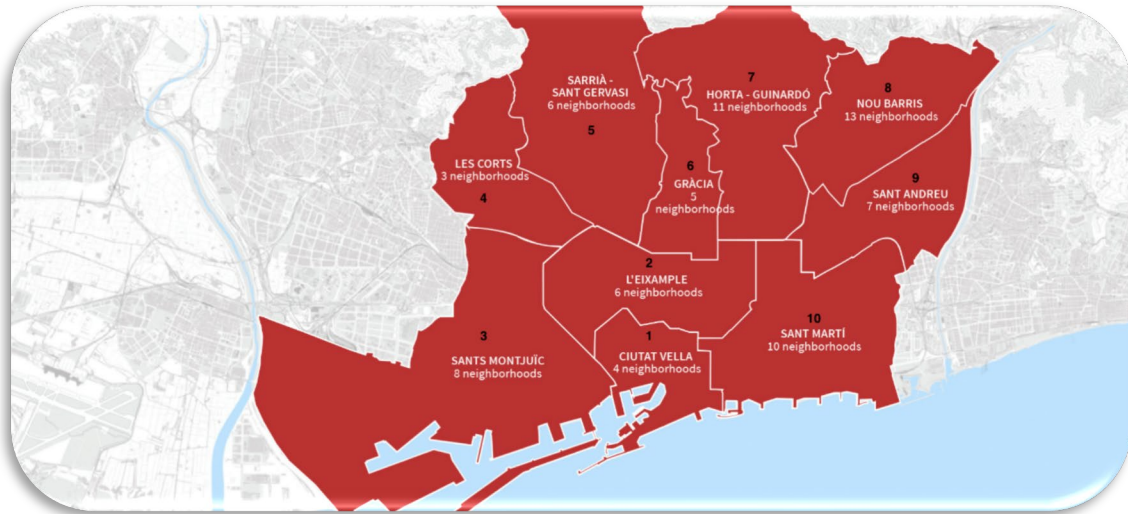 7
HORTA - GUINARDÓ
11 neighborhoods
SARRIÀ -
SANT GERVASI
6 neighborhoods
5
8
NOU BARRIS
13 neighborhoods
LES CORTS
3 neighborhoods
4
6
GRÀCIA
5
neighborhoods
9
SANT ANDREU
7 neighborhoods
2
L'EIXAMPLE
6 neighborhoods
10
SANT MARTÍ
10 neighborhoods
3
SANTS MONTJUÏC
8 neighborhoods
1
CIUTAT VELLA
4 neighborhoods